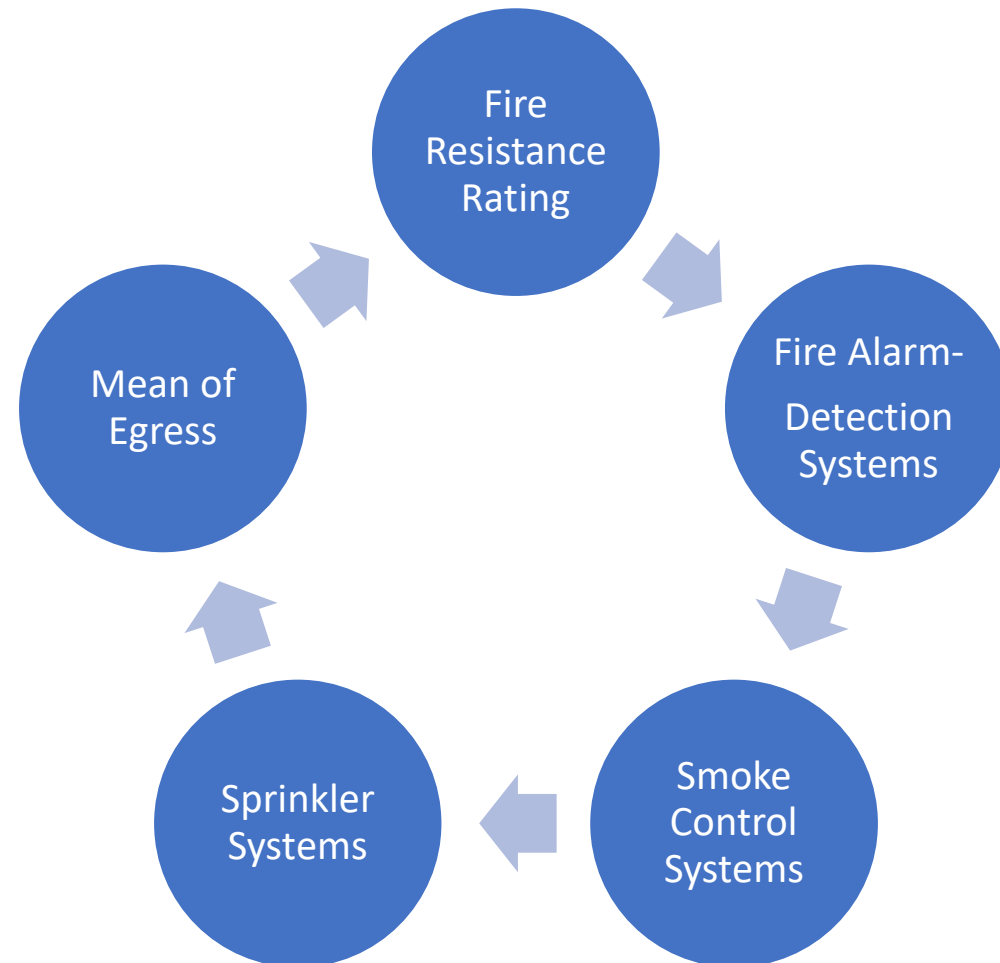 Fire
Resistance
Rating
Fire Alarm-
Detection
Systems
Smoke
Control
Systems
Sprinkler
Systems
Mean of
Egress